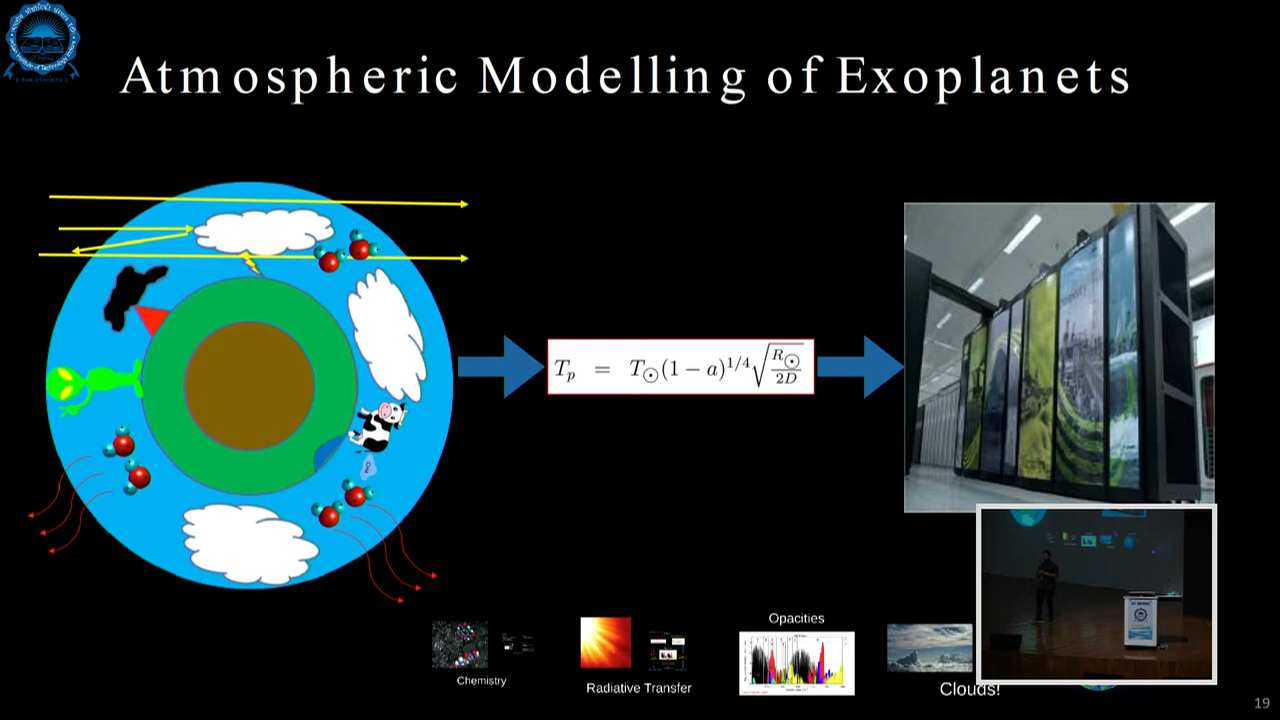 Atmospheric Modelling of Exoplanets
T_p = T_⊙(1 − a)^{1/4} √(R_⊙/2D)
Opacities
Chemistry
Radiative Transfer
Clouds!
19